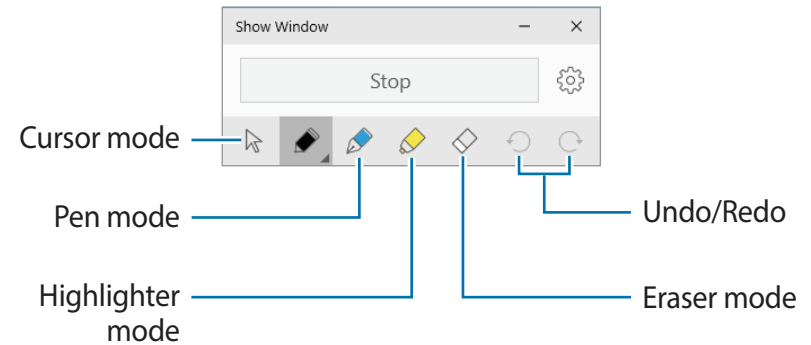 Show Window
Stop
Cursor mode
Pen mode
Undo/Redo
Highlighter
mode
Eraser mode